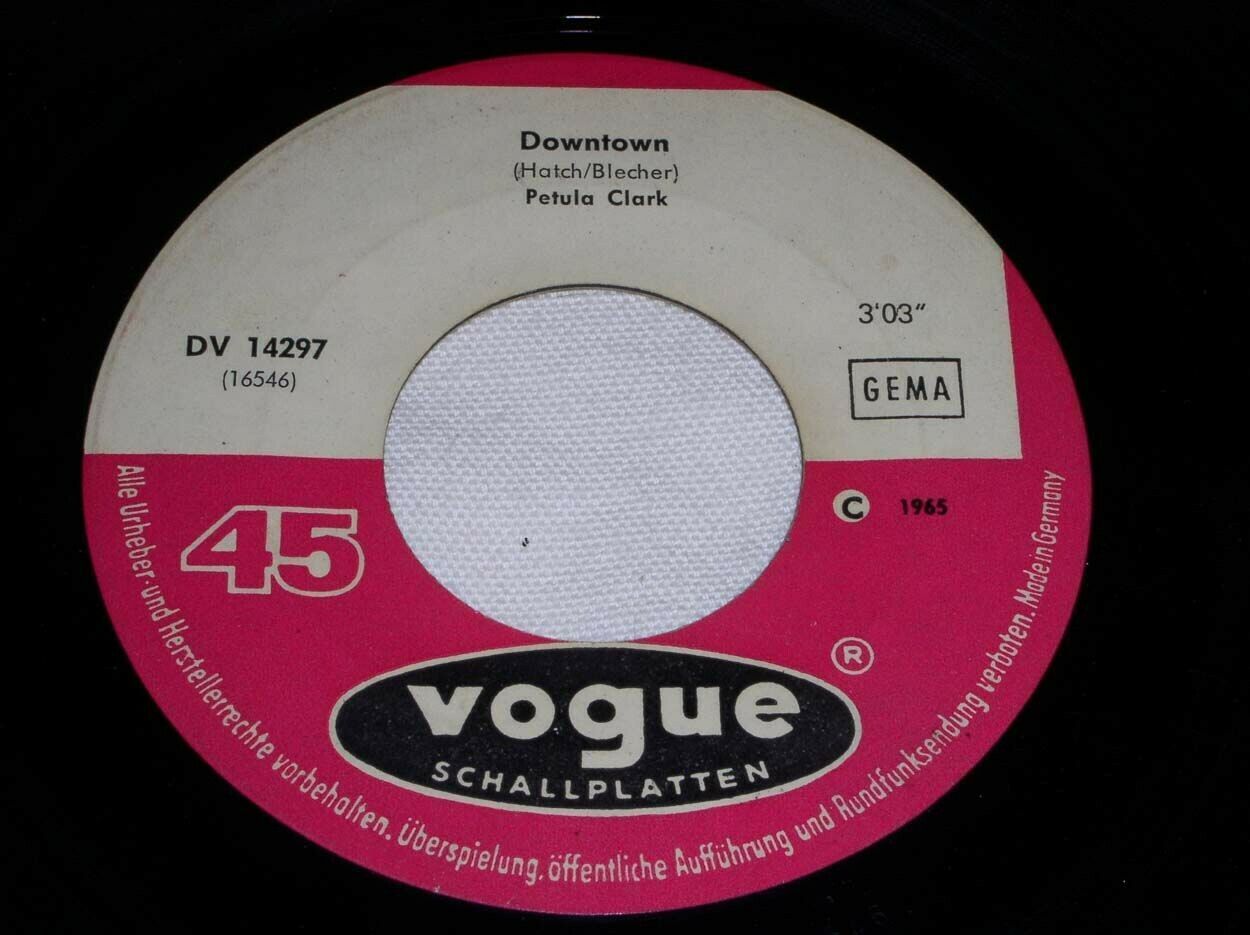 Downtown
(Hatch/Blecher)
Petula Clark
3'03"
DV 14297
(16546)
GEMA
45
C 1965
®
vogue
SCHALLPLATTEN
Alle Urheber- und Herstellerrechte vorbehalten. Überspielung, öffentliche Aufführung und Rundfunksendung verboten. Made in Germany